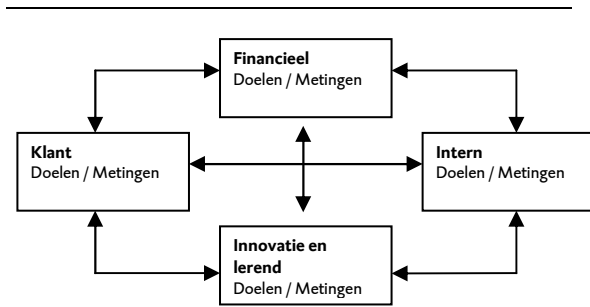 Financieel
Doelen / Metingen
Klant
Doelen / Metingen
Intern
Doelen / Metingen
Innovatie en
lerend
Doelen / Metingen